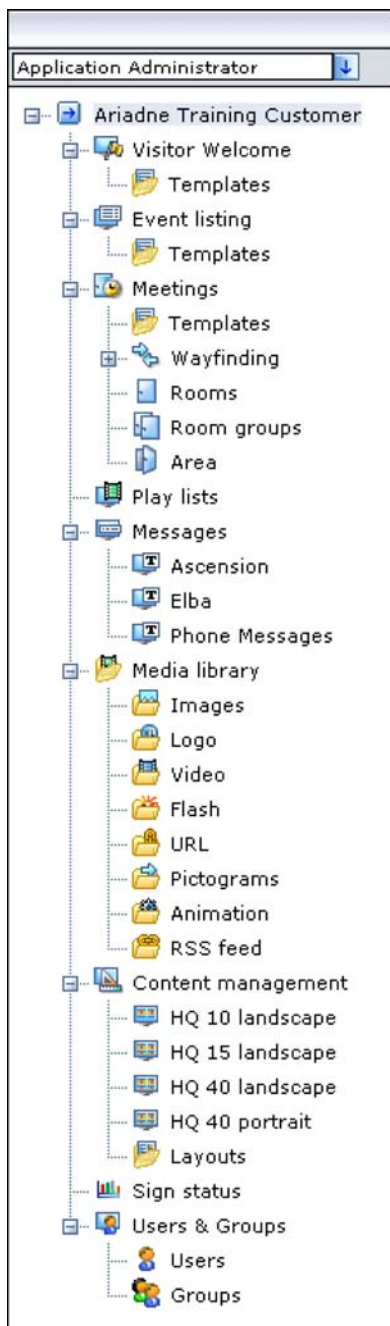 Application Administrator
Ariadne Training Customer
Visitor Welcome
Templates
Event listing
Templates
Meetings
Templates
Wayfinding
Rooms
Room groups
Area
Play lists
Messages
Ascension
Elba
Phone Messages
Media library
Images
Logo
Video
Flash
URL
Pictograms
Animation
RSS feed
Content management
HQ 10 landscape
HQ 15 landscape
HQ 40 landscape
HQ 40 portrait
Layouts
Sign status
Users & Groups
Users
Groups